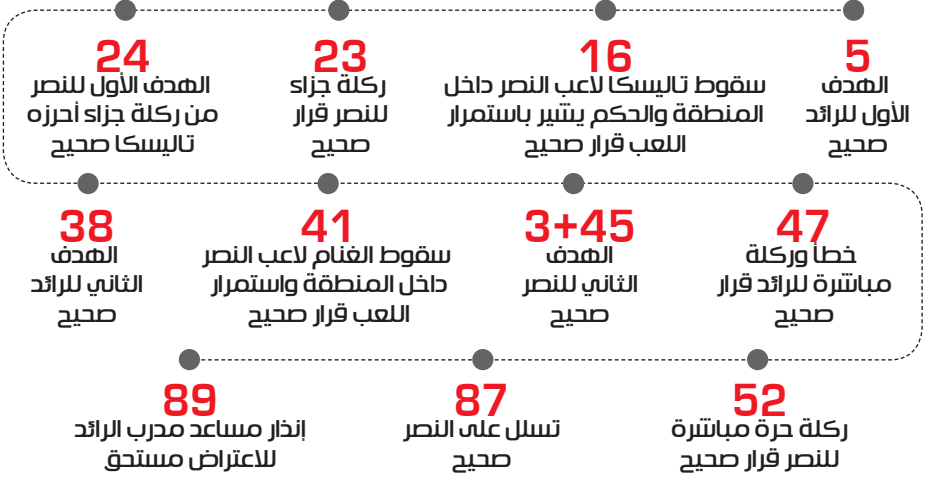 5
الهدف
الأول للرائد
صحيح
16
سقوط تاليسكا لاعب النصر داخل
المنطقة والحكم يشير باستمرار
اللعب قرار صحيح
23
ركلة جزاء
للنصر قرار
صحيح
24
الهدف الأول للنصر
من ركلة جزاء أحرزه
تاليسكا صحيح
38
الهدف
الثاني للرائد
صحيح
41
سقوط الغنام لاعب النصر
داخل المنطقة واستمرار
اللعب قرار صحيح
3+45
الهدف
الثاني للنصر
صحيح
47
خطأ وركلة
مباشرة للرائد قرار
صحيح
52
ركلة حرة مباشرة
للنصر قرار صحيح
87
تسلل على النصر
صحيح
89
إنذار مساعد مدرب الرائد
للاعتراض مستحق